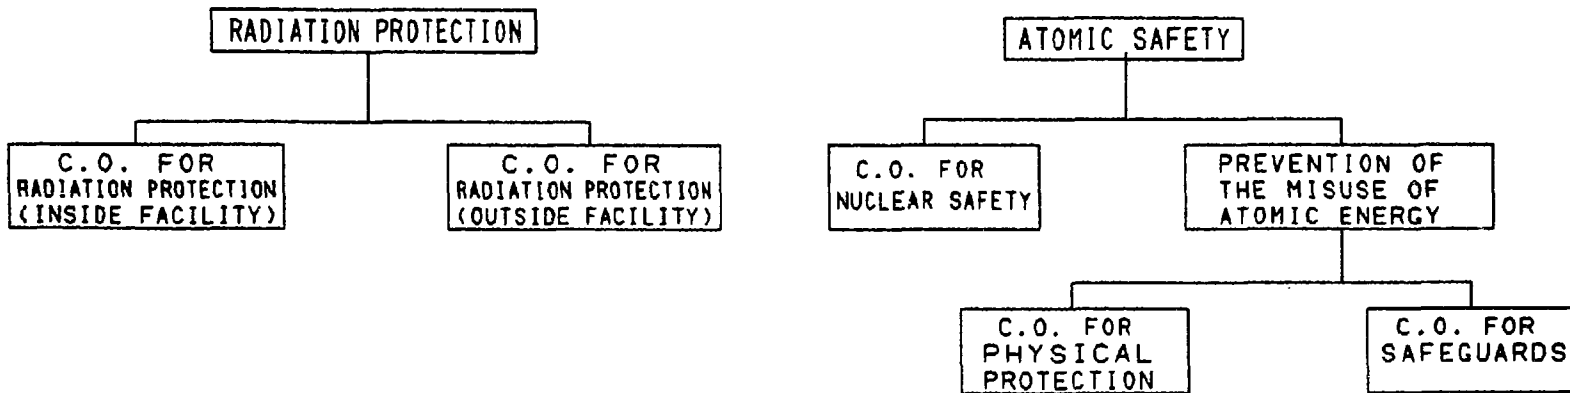 RADIATION PROTECTION
C.O. FOR
RADIATION PROTECTION
(INSIDE FACILITY)
C.O. FOR
RADIATION PROTECTION
(OUTSIDE FACILITY)
ATOMIC SAFETY
C.O. FOR
NUCLEAR SAFETY
PREVENTION OF
THE MISUSE OF
ATOMIC ENERGY
C.O. FOR
PHYSICAL
PROTECTION
C.O. FOR
SAFEGUARDS